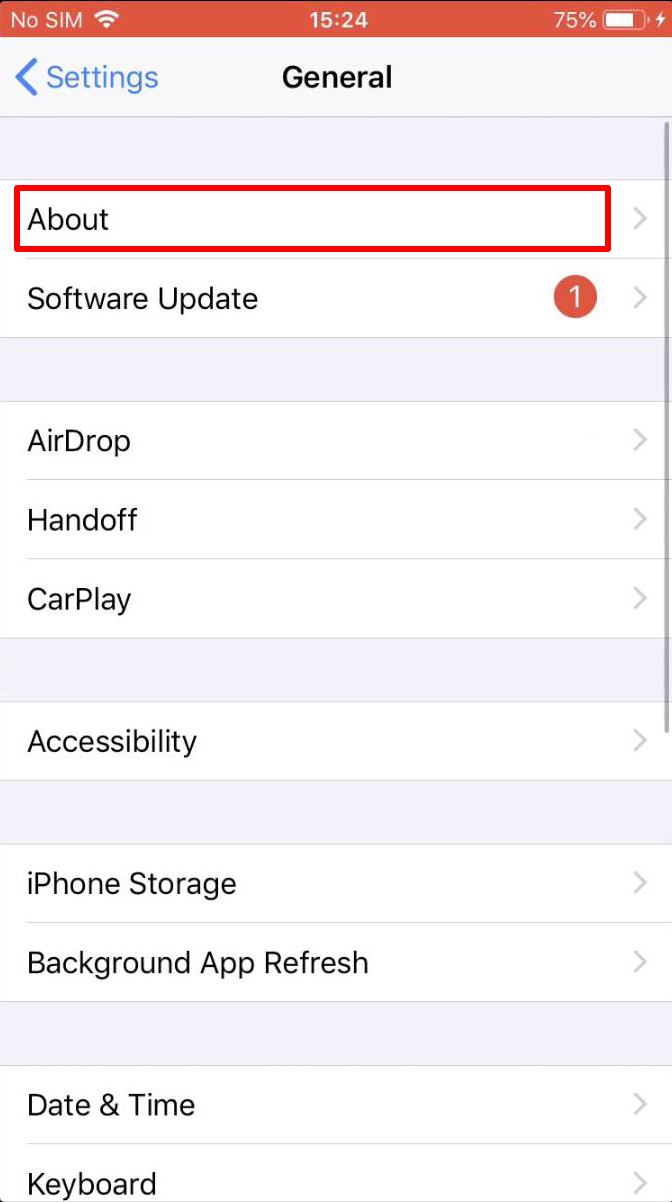 No SIM 15:24 75%
Settings General
About
Software Update 1
AirDrop
Handoff
CarPlay
Accessibility
iPhone Storage
Background App Refresh
Date & Time
Keyboard